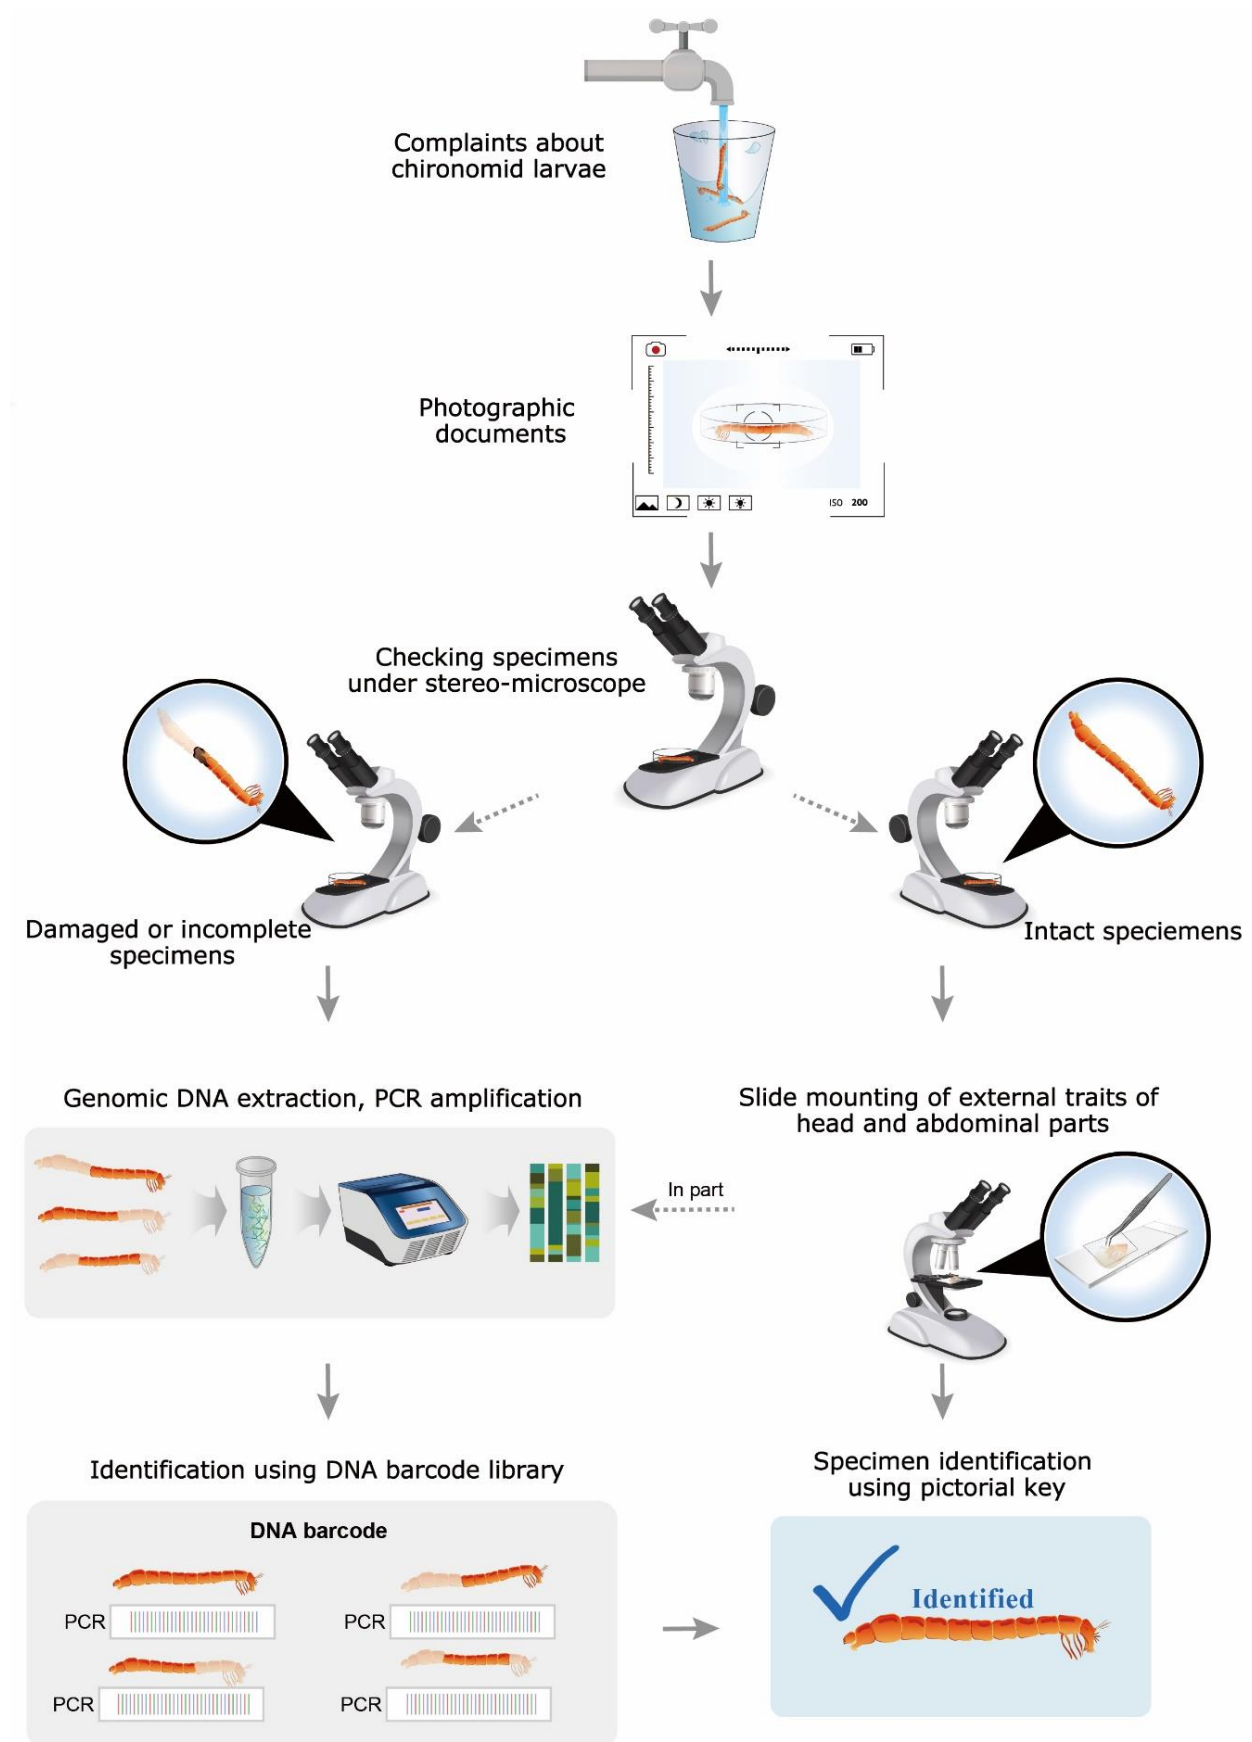 Complaints about
chironomid larvae
Photographic
documents
ISO 200
Checking specimens
under stereo-microscope
Damaged or incomplete
specimens
Intact speciemens
Genomic DNA extraction, PCR amplification
Slide mounting of external traits of
head and abdominal parts
In part
Identification using DNA barcode library
Specimen identification
using pictorial key
DNA barcode
PCR
PCR
PCR
PCR
Identified